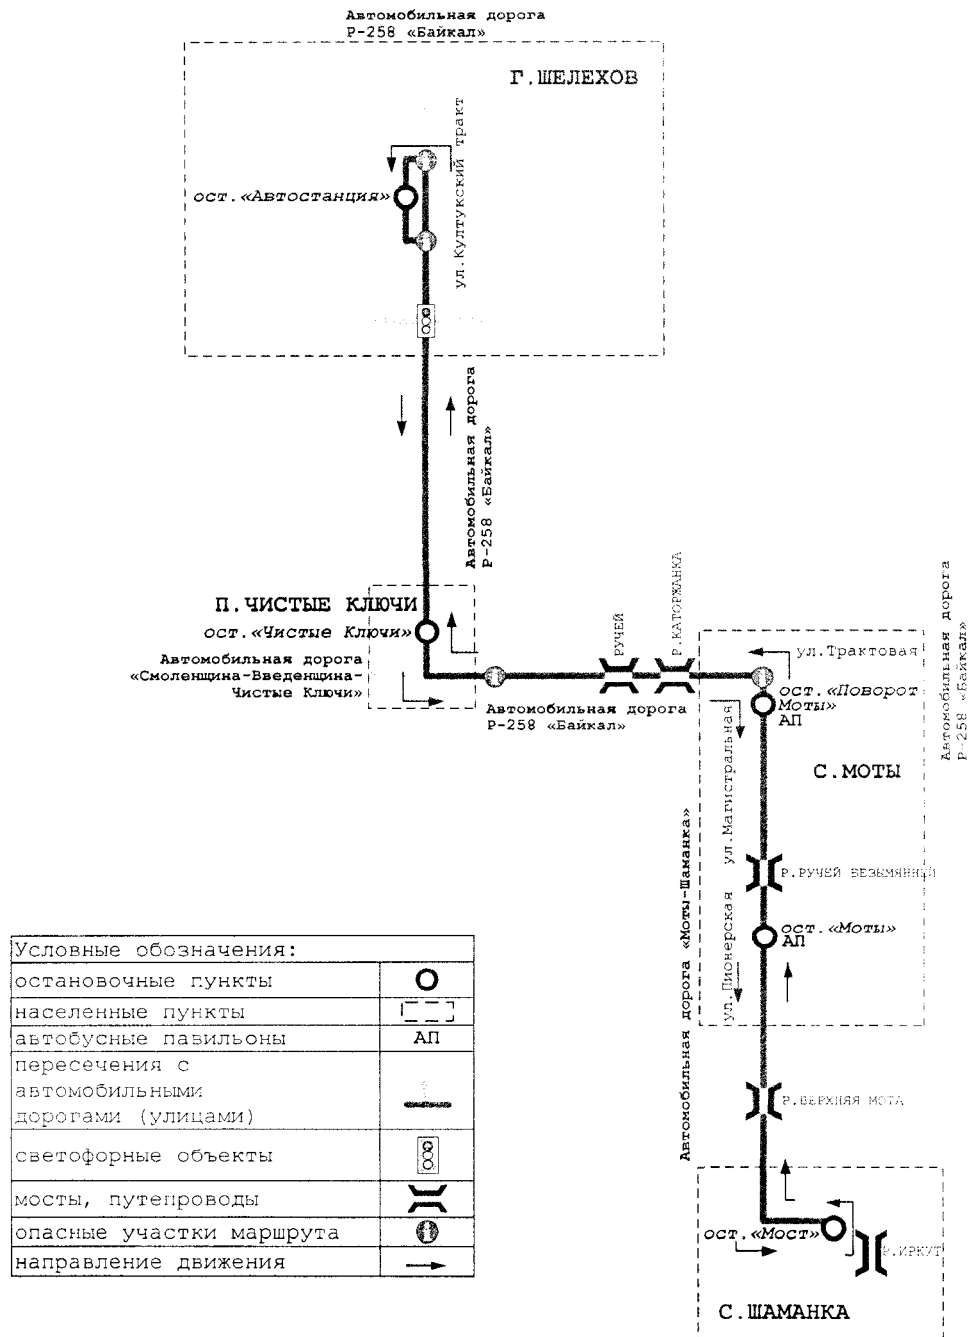 Автомобильная дорога
Р-258 «Байкал»
Г.ШЕЛЕХОВ
ул.Култукский тракт
ост.«Автостанция»
Автомобильная дорога
Р-258 «Байкал»
П.ЧИСТЫЕ КЛЮЧИ
ост.«Чистые Ключи»
Автомобильная дорога
«Смоленщина-Введенщина-
Чистые Ключи»
Автомобильная дорога
Р-258 «Байкал»
РУЧЕЙ
Р.КАТОРЖАНКА
ул.Трактовая
ост.«Поворот
Моты»
АП
Автомобильная дорога
Р-258 «Байкал»
С.МОТЫ
ул.Магистральная
Р.РУЧЕЙ БЕЗЫМЯННЫЙ
ост.«Моты»
АП
ул.Пионерская
Автомобильная дорога «Моты-Шаманка»
Р.ВЕРХНЯЯ МОТА
ост.«Мост»
Р.ИРКУТ
С.ШАМАНКА
Условные обозначения:
остановочные пункты
населенные пункты
автобусные павильоны АП
пересечения с
автомобильными
дорогами (улицами)
светофорные объекты
мосты, путепроводы
опасные участки маршрута
направление движения